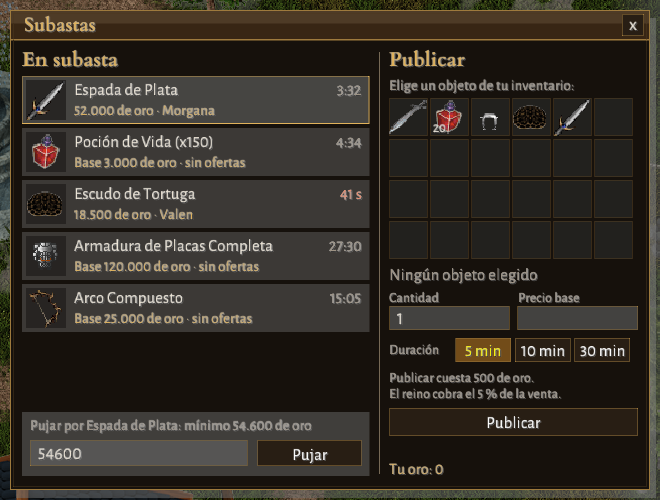 Subastas
x
En subasta
Espada de Plata
3:32
52.000 de oro · Morgana
Poción de Vida (x150)
4:34
Base 3.000 de oro · sin ofertas
Escudo de Tortuga
41 s
18.500 de oro · Valen
Armadura de Placas Completa
27:30
Base 120.000 de oro · sin ofertas
Arco Compuesto
15:05
Base 25.000 de oro · sin ofertas
Pujar por Espada de Plata: mínimo 54.600 de oro
54600
Pujar
Publicar
Elige un objeto de tu inventario:
Ningún objeto elegido
Cantidad
Precio base
1
Duración
5 min
10 min
30 min
Publicar cuesta 500 de oro.
El reino cobra el 5 % de la venta.
Publicar
Tu oro: 0